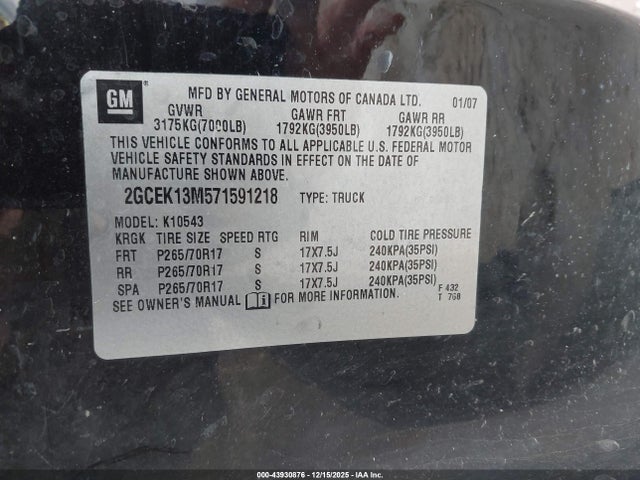 GM
MFD BY GENERAL MOTORS OF CANADA LTD. 01/07
GVWR GAWR FRT GAWR RR
3175KG(7000LB) 1792KG(3950LB) 1792KG(3950LB)
THIS VEHICLE CONFORMS TO ALL APPLICABLE U.S. FEDERAL MOTOR
VEHICLE SAFETY STANDARDS IN EFFECT ON THE DATE OF
MANUFACTURE SHOWN ABOVE.
2GCEK13M571591218 TYPE: TRUCK
MODEL: K10543
KRGK TIRE SIZE SPEED RTG RIM COLD TIRE PRESSURE
FRT P265/70R17 S 17X7.5J 240KPA(35PSI)
RR P265/70R17 S 17X7.5J 240KPA(35PSI)
SPA P265/70R17 S 17X7.5J 240KPA(35PSI)
SEE OWNER'S MANUAL FOR MORE INFORMATION.
F 432
T 768
000-43930876 - 12/15/2025 - IAA Inc.